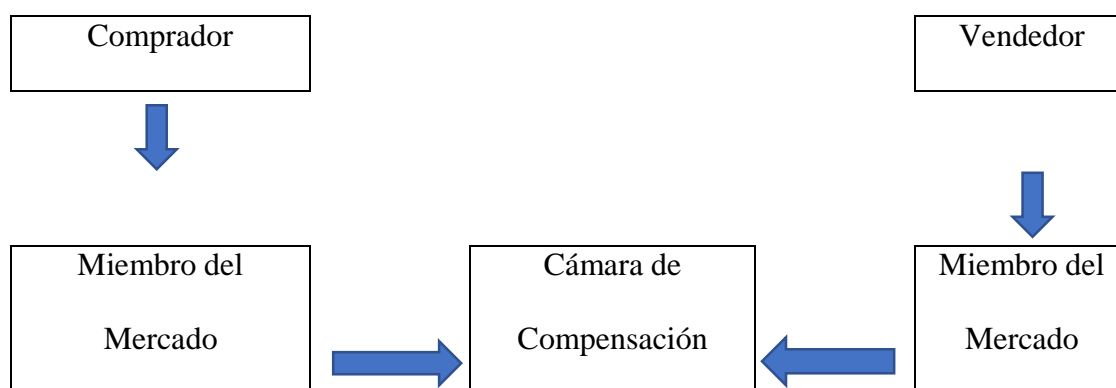 Comprador
Vendedor
Miembro del
Mercado
Cámara de
Compensación
Miembro del
Mercado